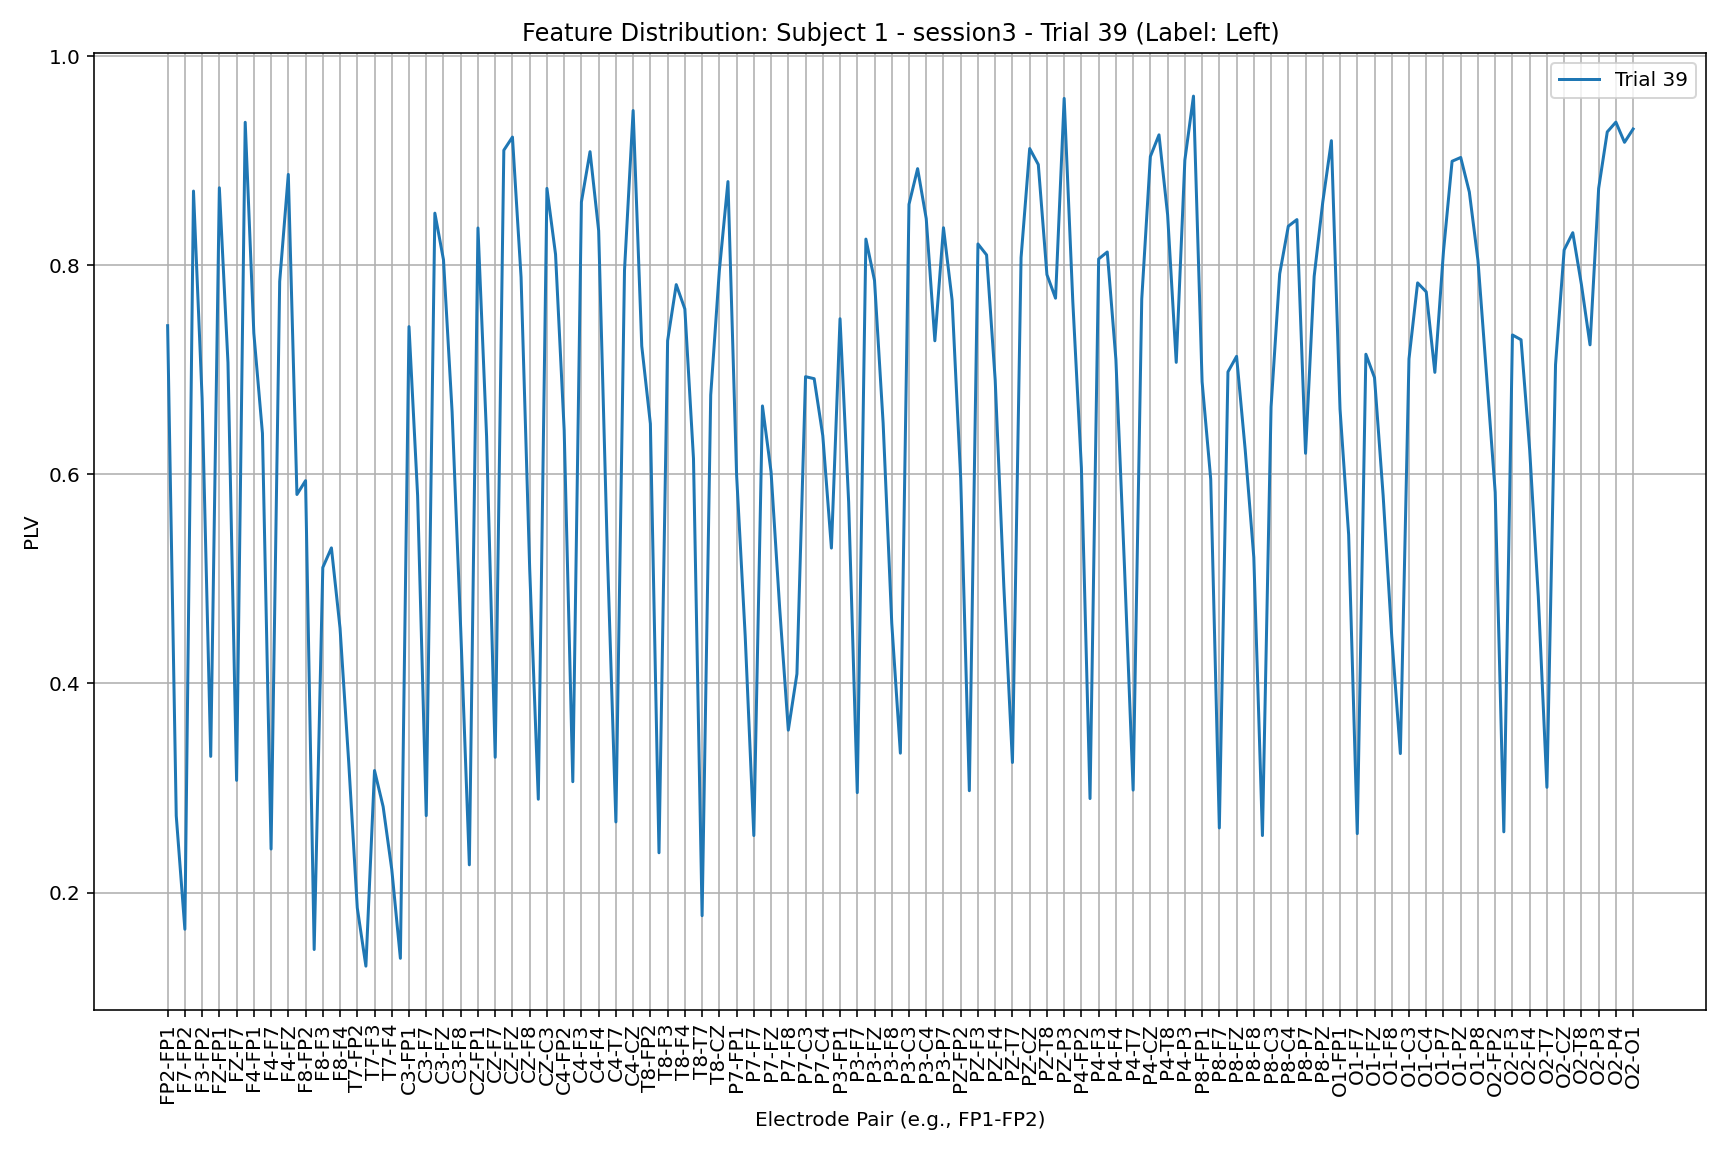 Feature Distribution: Subject 1 - session3 - Trial 39 (Label: Left)
Trial 39
PLV
1.0
0.8
0.6
0.4
0.2
FP2-FP1
F7-FP2
F3-FP2
FZ-FP1
FZ-F7
F4-FP1
F4-F7
F4-FZ
F8-FP2
F8-F3
F8-F4
T7-FP2
T7-F3
T7-F4
C3-FP1
C3-F7
C3-FZ
C3-F8
CZ-FP1
CZ-F7
CZ-FZ
CZ-F8
CZ-C3
C4-FP2
C4-F3
C4-F4
C4-T7
C4-CZ
T8-FP2
T8-F3
T8-F4
T8-T7
T8-CZ
P7-FP1
P7-F7
P7-FZ
P7-F8
P7-C3
P7-C4
P3-FP1
P3-F7
P3-FZ
P3-F8
P3-C3
P3-C4
P3-P7
PZ-FP2
PZ-F3
PZ-F4
PZ-T7
PZ-CZ
PZ-T8
PZ-P3
P4-FP2
P4-F3
P4-F4
P4-T7
P4-CZ
P4-T8
P4-P3
P8-FP1
P8-F7
P8-FZ
P8-F8
P8-C3
P8-C4
P8-P7
P8-PZ
O1-FP1
O1-F7
O1-FZ
O1-F8
O1-C3
O1-C4
O1-P7
O1-PZ
O1-P8
O2-FP2
O2-F3
O2-F4
O2-T7
O2-CZ
O2-T8
O2-P3
O2-P4
O2-O1
Electrode Pair (e.g., FP1-FP2)